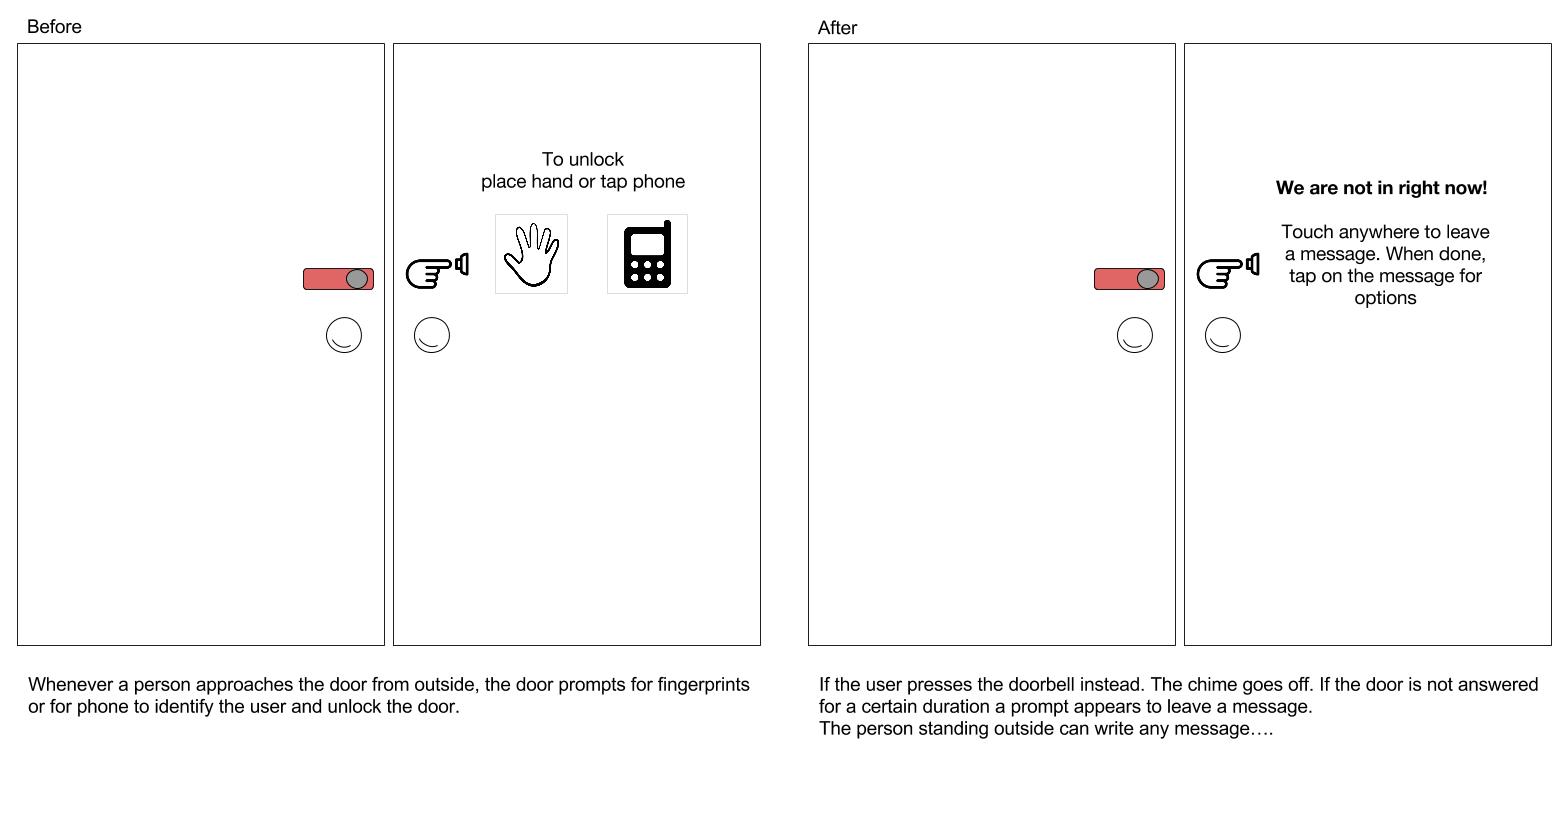 Before
To unlock
place hand or tap phone
Whenever a person approaches the door from outside, the door prompts for fingerprints
or for phone to identify the user and unlock the door.
After
We are not in right now!
Touch anywhere to leave
a message. When done,
tap on the message for
options
If the user presses the doorbell instead. The chime goes off. If the door is not answered
for a certain duration a prompt appears to leave a message.
The person standing outside can write any message….